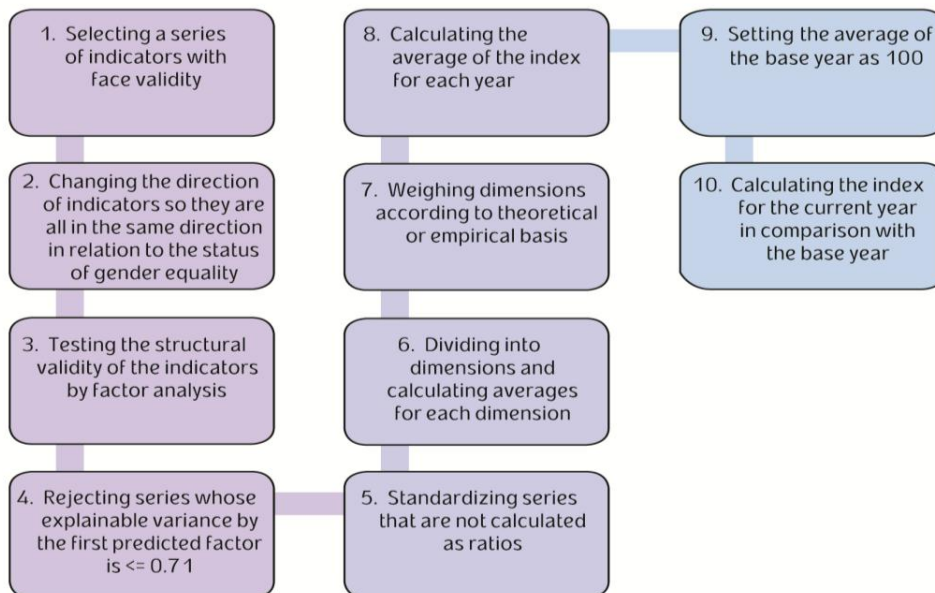 1. Selecting a series
of indicators with
face validity
2. Changing the direction
of indicators so they are
all in the same direction
in relation to the status
of gender equality
3. Testing the structural
validity of the indicators
by factor analysis
4. Rejecting series whose
explainable variance by
the first predicted factor
is <= 0.71
5. Standardizing series
that are not calculated
as ratios
6. Dividing into
dimensions and
calculating averages
for each dimension
7. Weighing dimensions
according to theoretical
or empirical basis
8. Calculating the
average of the index
for each year
9. Setting the average of
the base year as 100
10. Calculating the index
for the current year
in comparison with
the base year